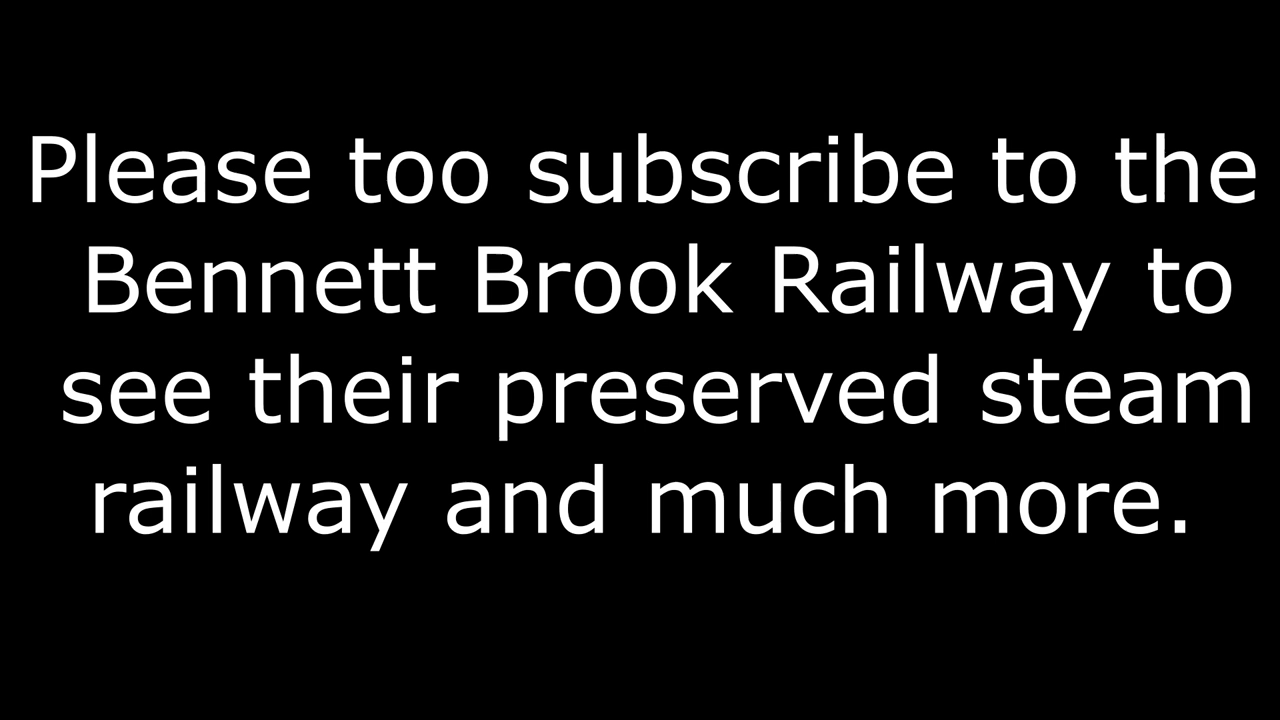 Please too subscribe to the
Bennett Brook Railway to
see their preserved steam
railway and much more.